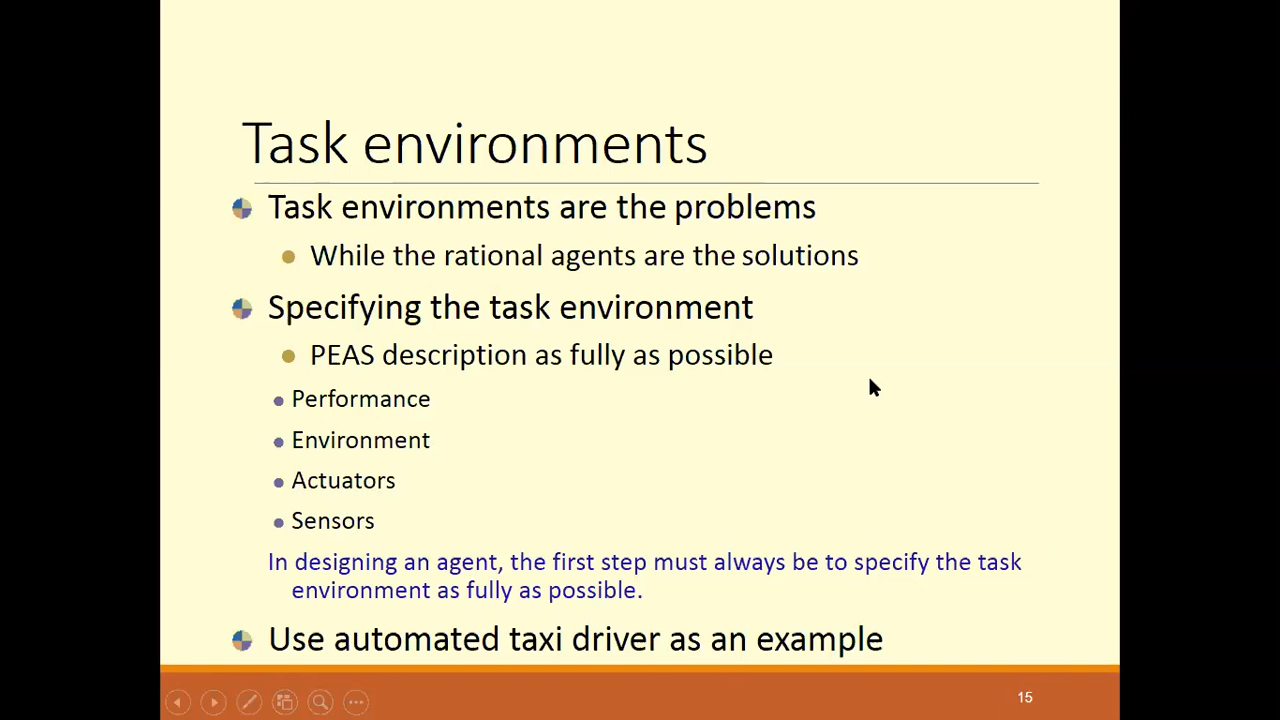 Task environments
Task environments are the problems
While the rational agents are the solutions
Specifying the task environment
PEAS description as fully as possible
Performance
Environment
Actuators
Sensors
In designing an agent, the first step must always be to specify the task
environment as fully as possible.
Use automated taxi driver as an example
15